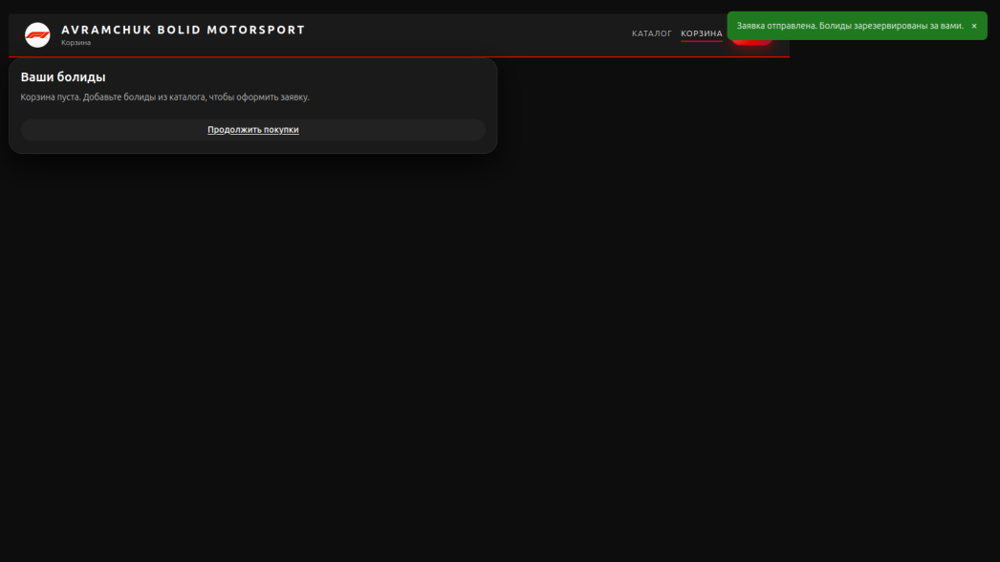 AVRAMCHUK BOLID MOTORSPORT
Корзина
КАТАЛОГ КОРЗИНА
Заявка отправлена. Болиды зарезервированы за вами. ×
Ваши болиды
Корзина пуста. Добавьте болиды из каталога, чтобы оформить заявку.
Продолжить покупки